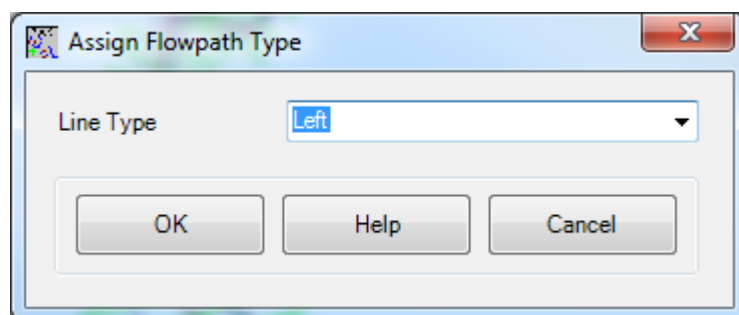 Assign Flowpath Type
Line Type
Left
OK
Help
Cancel